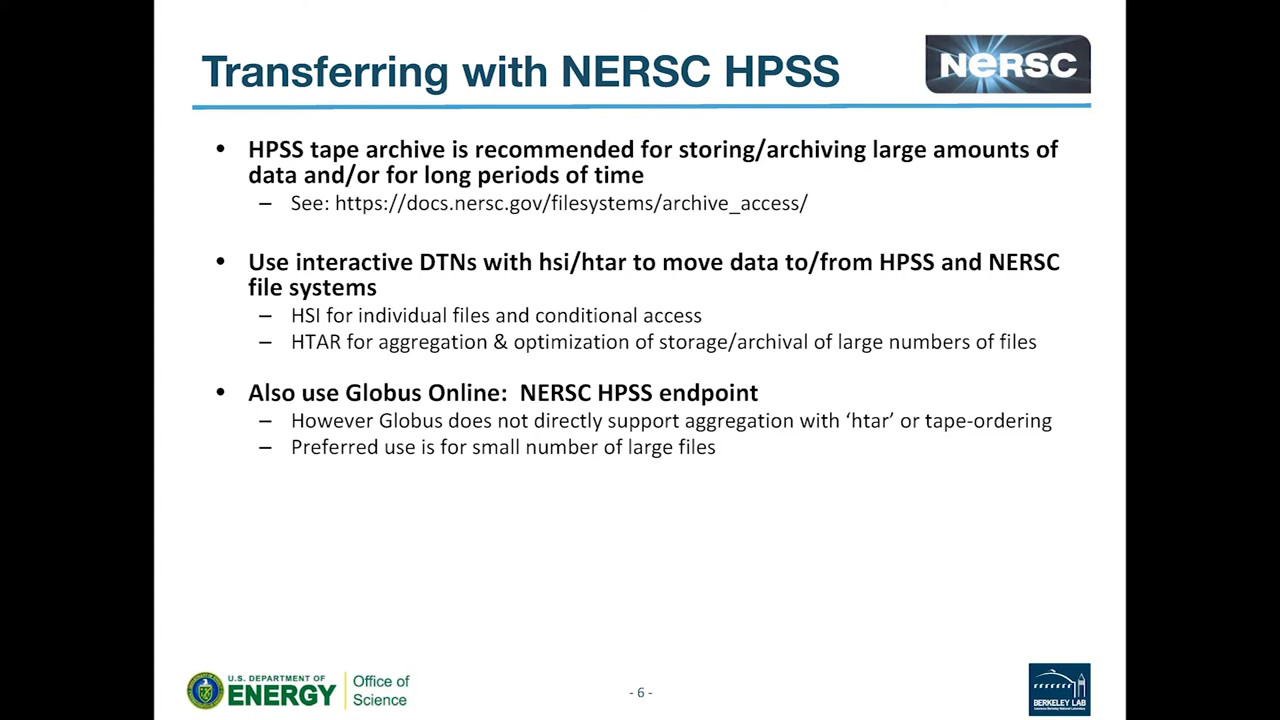 Transferring with NERSC HPSS
NERSC
• HPSS tape archive is recommended for storing/archiving large amounts of
data and/or for long periods of time
– See: https://docs.nersc.gov/filesystems/archive_access/
• Use interactive DTNs with hsi/htar to move data to/from HPSS and NERSC
file systems
– HSI for individual files and conditional access
– HTAR for aggregation & optimization of storage/archival of large numbers of files
• Also use Globus Online:  NERSC HPSS endpoint
– However Globus does not directly support aggregation with ‘htar’ or tape-ordering
– Preferred use is for small number of large files
U.S. DEPARTMENT OF
ENERGY
Office of
Science
- 6 -
BERKELEY LAB